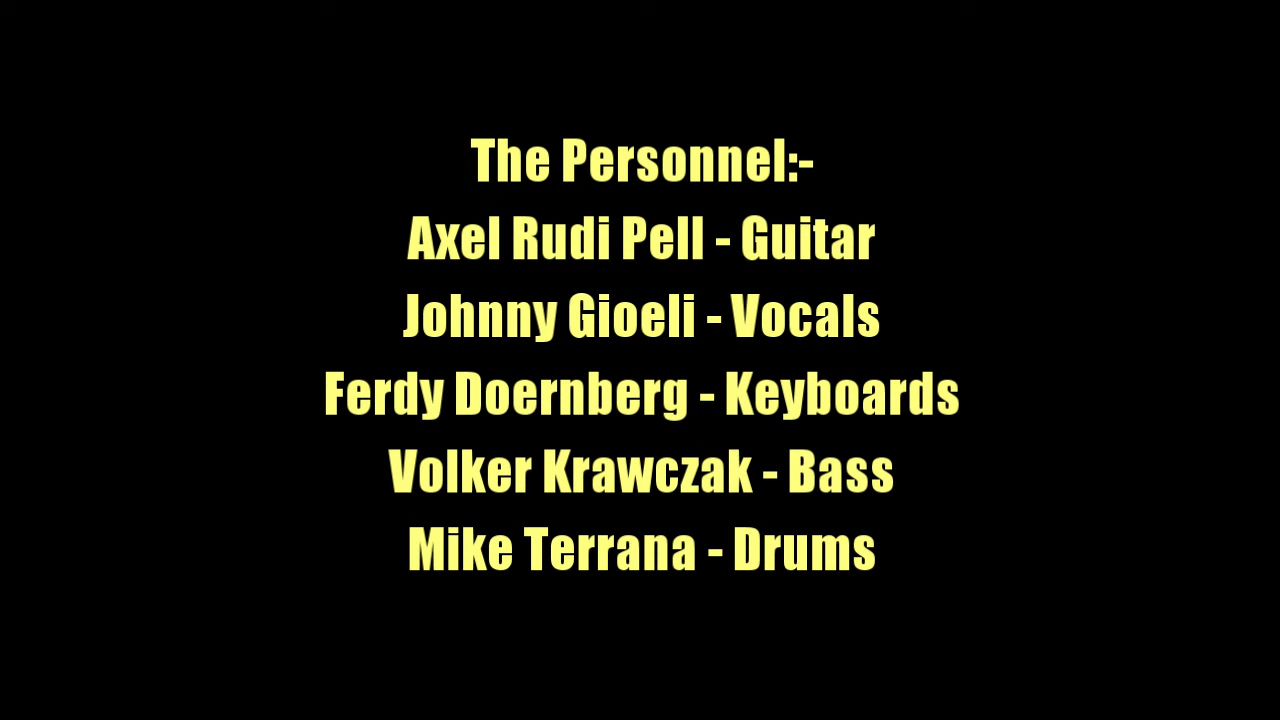 The Personnel:-
Axel Rudi Pell - Guitar
Johnny Gioeli - Vocals
Ferdy Doernberg - Keyboards
Volker Krawczak - Bass
Mike Terrana - Drums